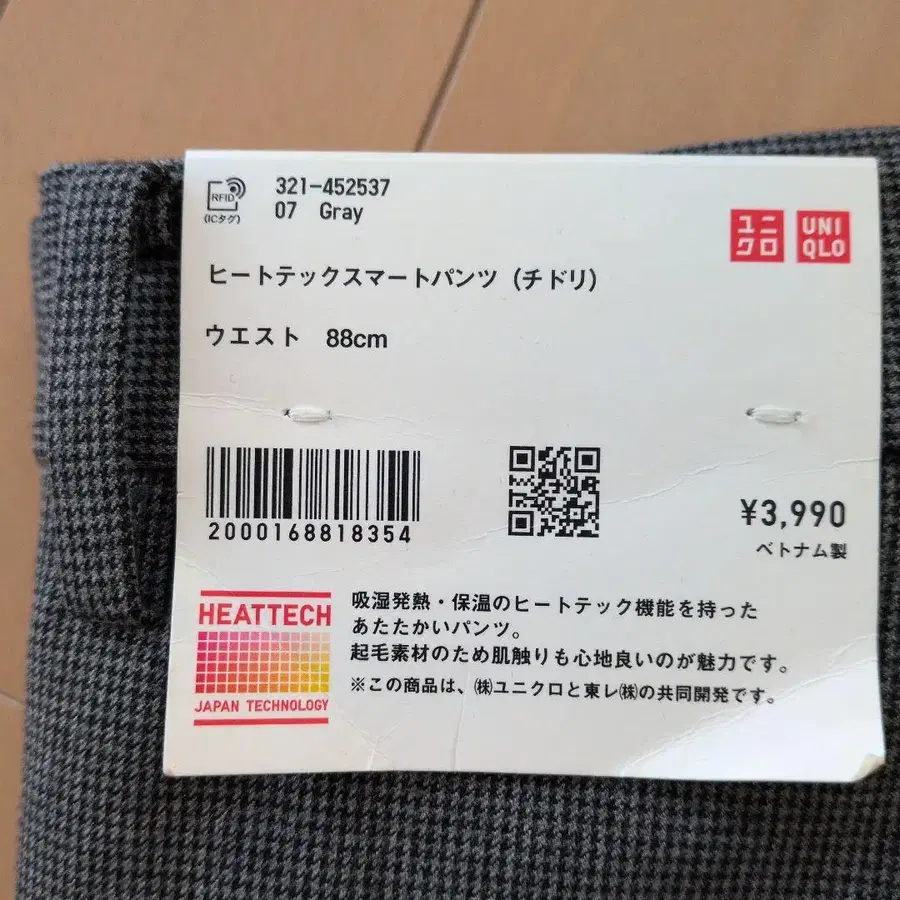 RFID
(ICタグ)
321-452537
07 Gray
ユニ
クロ
UNI
QLO
ヒートテックスマートパンツ（チドリ）
ウエスト 88cm
2000168818354
¥3,990
ベトナム製
HEATTECH
JAPAN TECHNOLOGY
吸湿発熱・保温のヒートテック機能を持った
あたたかいパンツ。
起毛素材のため肌触りも心地良いのが魅力です。
※この商品は、㈱ユニクロと東レ㈱の共同開発です。